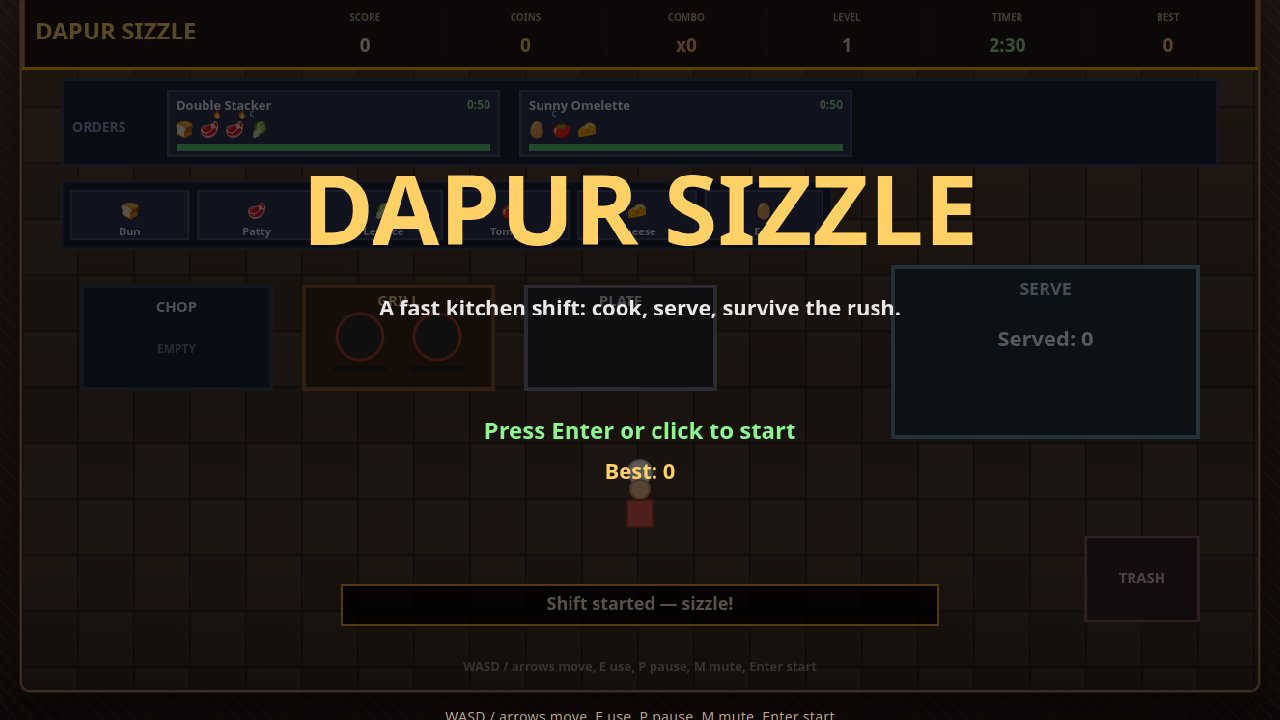 DAPUR SIZZLE
SCORE
0
COINS
0
COMBO
x0
LEVEL
1
TIMER
2:30
BEST
0
ORDERS
Double Stacker
0:50
C
Sunny Omelette
0:50
C
Bun
Patty
DAPUR SIZZLE
CHOP
EMPTY
GRILL
PLATE
SERVE
Served: 0
A fast kitchen shift: cook, serve, survive the rush.
Press Enter or click to start
Best: 0
TRASH
Shift started — sizzle!
WASD / arrows move, E use, P pause, M mute, Enter start
WASD / arrows move, E use, P pause, M mute, Enter start